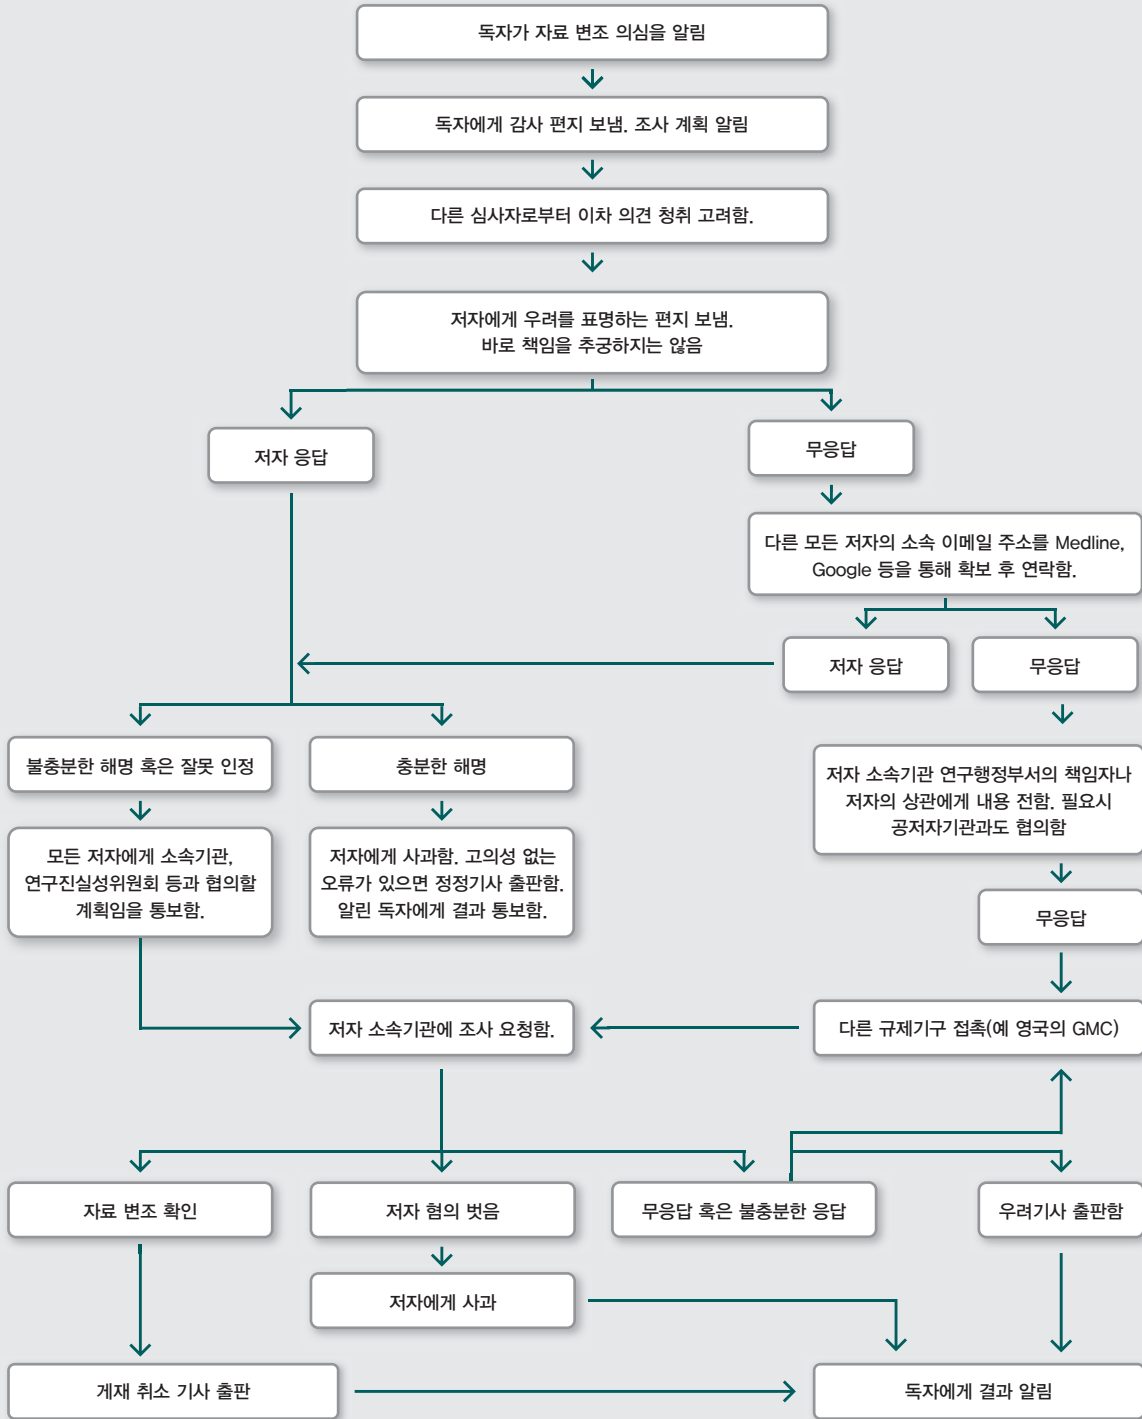 독자가 자료 변조 의심을 알림
독자에게 감사 편지 보냄. 조사 계획 알림
다른 심사자로부터 이차 의견 청취 고려함.
저자에게 우려를 표명하는 편지 보냄.
바로 책임을 추궁하지는 않음
저자 응답
무응답
다른 모든 저자의 소속 이메일 주소를 Medline,
Google 등을 통해 확보 후 연락함.
저자 응답
무응답
불충분한 해명 혹은 잘못 인정
충분한 해명
저자 소속기관 연구행정부서의 책임자나
저자의 상관에게 내용 전함. 필요시
공저자기관과도 협의함
모든 저자에게 소속기관,
연구진실성위원회 등과 협의할
계획임을 통보함.
저자에게 사과함. 고의성 없는
오류가 있으면 정정기사 출판함.
알린 독자에게 결과 통보함.
무응답
저자 소속기관에 조사 요청함.
다른 규제기구 접촉(예 영국의 GMC)
자료 변조 확인
저자 혐의 벗음
무응답 혹은 불충분한 응답
우려기사 출판함
저자에게 사과
게재 취소 기사 출판
독자에게 결과 알림